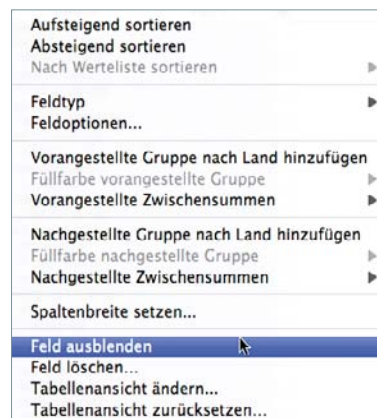 Aufsteigend sortieren
Absteigend sortieren
Nach Werteliste sortieren
Feldtyp
Feldoptionen...
Vorangestellte Gruppe nach Land hinzufügen
Füllfarbe vorangestellte Gruppe
Vorangestellte Zwischensummen
Nachgestellte Gruppe nach Land hinzufügen
Füllfarbe nachgestellte Gruppe
Nachgestellte Zwischensummen
Spaltenbreite setzen...
Feld ausblenden
Feld löschen...
Tabellenansicht ändern...
Tabellenansicht zurücksetzen...